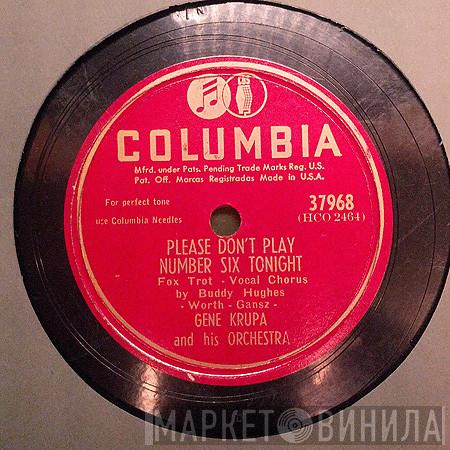 CBS
COLUMBIA
Mfrd. under Pats. Pending Trade Marks Reg. U.S.
Pat. Off. Marcas Registradas Made in U.S.A.
For perfect tone
use Columbia Needles
37968
(HCO 2464)
PLEASE DON'T PLAY
NUMBER SIX TONIGHT
Fox Trot - Vocal Chorus
by Buddy Hughes
- Worth - Gansz -
GENE KRUPA
and his ORCHESTRA
МАРКЕТ ВИНИЛА